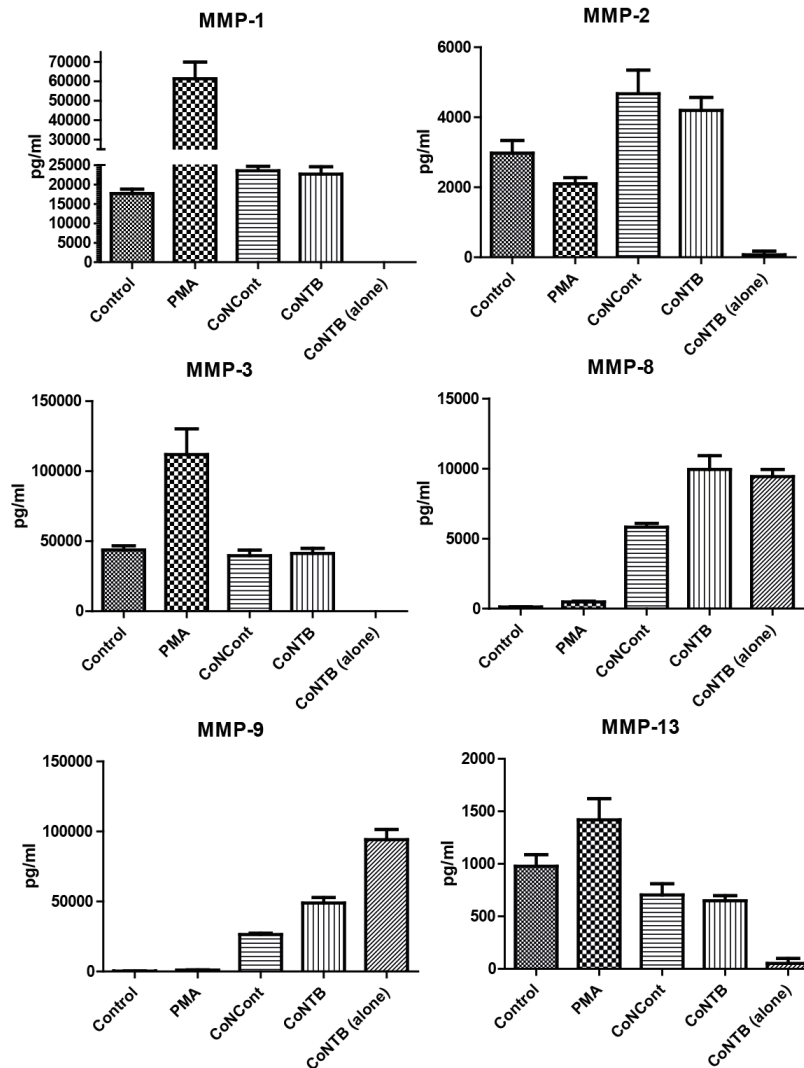 MMP-1
70000
60000
50000
40000
30000
25000
20000
15000
10000
5000
0
pg/ml
Control
PMA
CoNCont
CoNTB
CoNTB (alone)
MMP-2
6000
4000
2000
0
pg/ml
Control
PMA
CoNCont
CoNTB
CoNTB (alone)
MMP-3
150000
100000
50000
0
pg/ml
Control
PMA
CoNCont
CoNTB
CoNTB (alone)
MMP-8
15000
10000
5000
0
pg/ml
Control
PMA
CoNCont
CoNTB
CoNTB (alone)
MMP-9
150000
100000
50000
0
pg/ml
Control
PMA
CoNCont
CoNTB
CoNTB (alone)
MMP-13
2000
1500
1000
500
0
pg/ml
Control
PMA
CoNCont
CoNTB
CoNTB (alone)